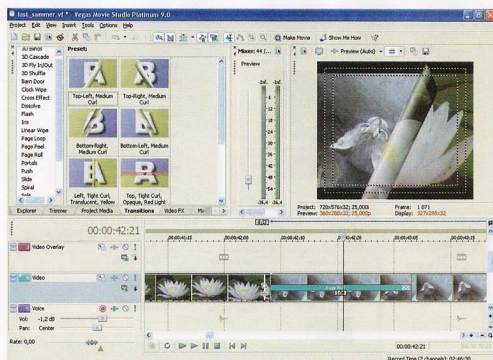 last_summer.vf * Vegas Movie Studio Platinum 9.0
Project Edit View Insert Tools Options Help
Make Movie Show Me How
3D Blinds
3D Cascade
3D Fly In/Out
3D Shuffle
Barn Door
Clock Wipe
Cross Effect
Dissolve
Flash
Iris
Linear Wipe
Page Loop
Page Peel
Page Roll
Portals
Push
Slide
Spiral
Preset:
Top-Left, Medium Curl
Top-Right, Medium Curl
Bottom-Right, Medium Curl
Bottom-Left, Medium Curl
Left, Tight Curl, Translucent, Yellow
Top, Tight Curl, Opaque, Red Light
Explorer Trimmer Project Media Transitions Video FX
Mixer: 44
Preview
-Inf. -Inf.
Preview (Auto)
Project: 720x576x32; 25,000i
Preview: 360x288x32; 25,000p
Frame: 1 071
Display: 327x288x32
00:00:42:21
Video Overlay
Video
Voice
Vol: -1,2 dB
Pan: Center
Rate: 0,00
00:00:42:21
Record Time (2 channels): 02:46:30